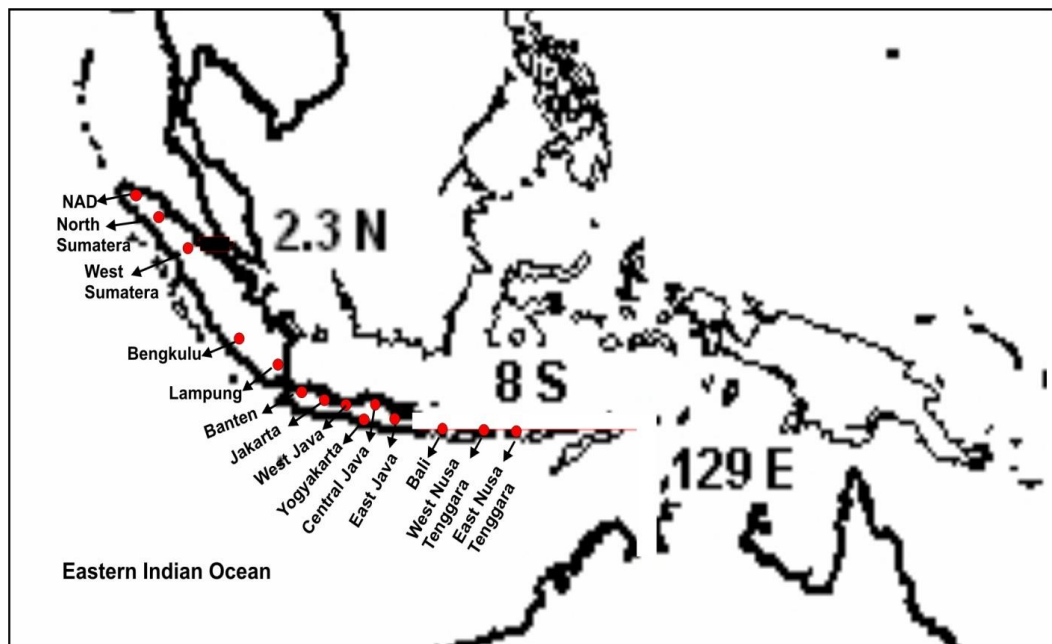 NAD
North
Sumatera
2.3 N
West
Sumatera
Bengkulu
8 S
Lampung
Banten
Jakarta
West Java
Yogyakarta
Central Java
East Java
Bali
West Nusa
Tenggara
East Nusa
Tenggara
129 E
Eastern Indian Ocean